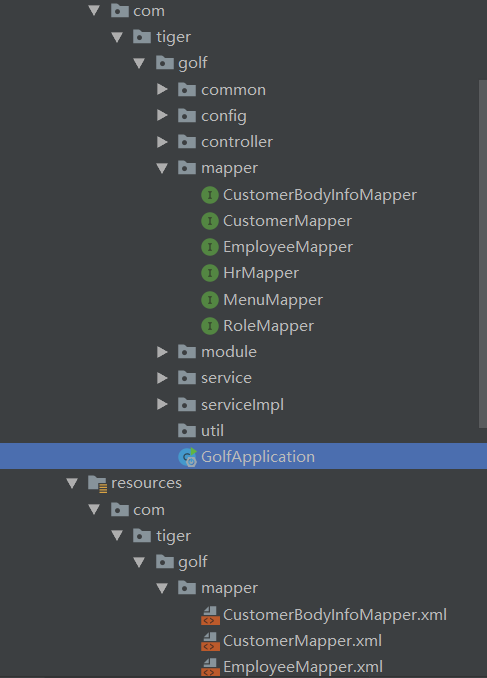 com
tiger
golf
common
config
controller
mapper
CustomerBodyInfoMapper
CustomerMapper
EmployeeMapper
HrMapper
MenuMapper
RoleMapper
module
service
serviceImpl
util
GolfApplication
resources
com
tiger
golf
mapper
CustomerBodyInfoMapper.xml
CustomerMapper.xml
EmployeeMapper.xml